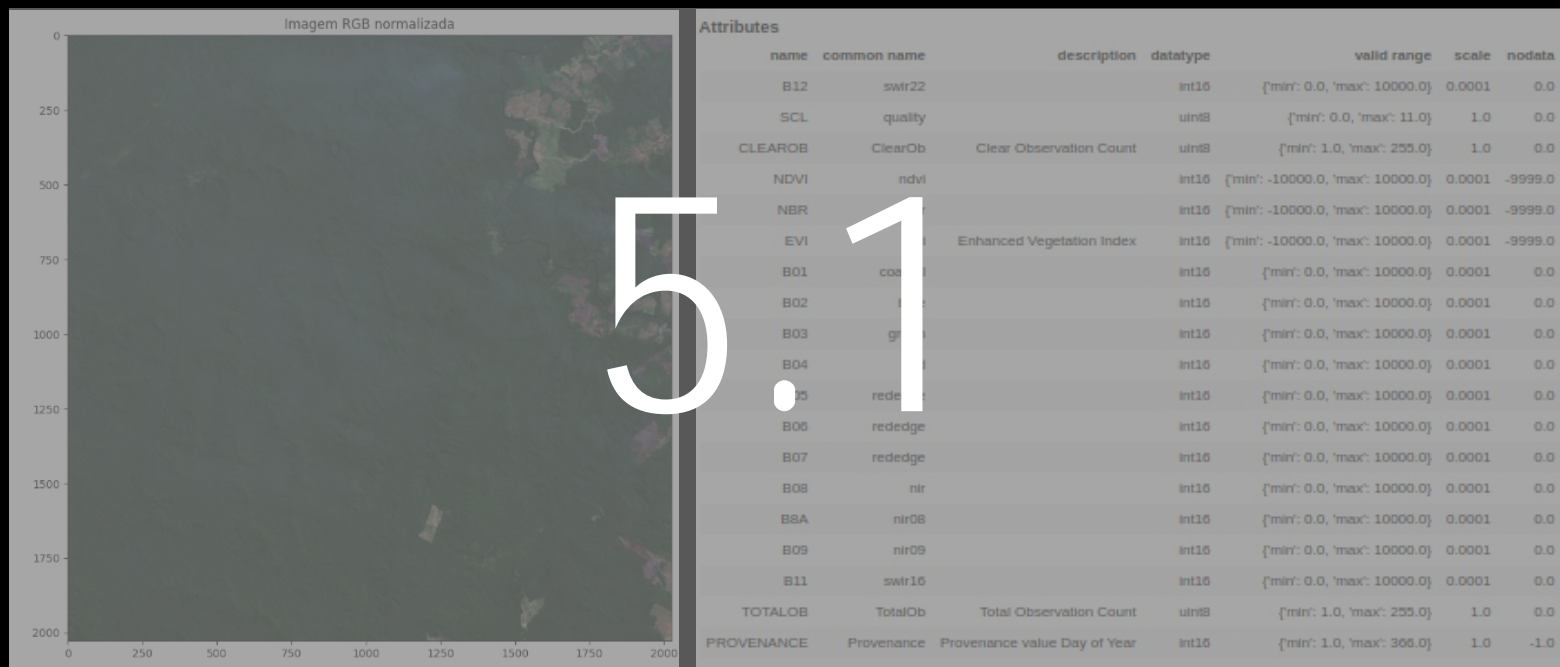 Imagem RGB normalizada
0
250
500
750
1000
1250
1500
1750
2000
0 250 500 750 1000 1250 1500 1750 2000
5.1
Attributes
name common name description datatype valid range scale nodata
B12 swir22 int16 {'min': 0.0, 'max': 10000.0} 0.0001 0.0
SCL quality uint8 {'min': 0.0, 'max': 11.0} 1.0 0.0
CLEAROB ClearOb Clear Observation Count uint8 {'min': 1.0, 'max': 255.0} 1.0 0.0
NDVI ndvi int16 {'min': -10000.0, 'max': 10000.0} 0.0001 -9999.0
NBR int16 {'min': -10000.0, 'max': 10000.0} 0.0001 -9999.0
EVI Enhanced Vegetation Index int16 {'min': -10000.0, 'max': 10000.0} 0.0001 -9999.0
B01 int16 {'min': 0.0, 'max': 10000.0} 0.0001 0.0
B02 int16 {'min': 0.0, 'max': 10000.0} 0.0001 0.0
B03 green int16 {'min': 0.0, 'max': 10000.0} 0.0001 0.0
B04 int16 {'min': 0.0, 'max': 10000.0} 0.0001 0.0
rededge int16 {'min': 0.0, 'max': 10000.0} 0.0001 0.0
B06 rededge int16 {'min': 0.0, 'max': 10000.0} 0.0001 0.0
B07 rededge int16 {'min': 0.0, 'max': 10000.0} 0.0001 0.0
B08 nir int16 {'min': 0.0, 'max': 10000.0} 0.0001 0.0
B8A nir08 int16 {'min': 0.0, 'max': 10000.0} 0.0001 0.0
B09 nir09 int16 {'min': 0.0, 'max': 10000.0} 0.0001 0.0
B11 swir16 int16 {'min': 0.0, 'max': 10000.0} 0.0001 0.0
TOTALOB TotalOb Total Observation Count uint8 {'min': 1.0, 'max': 255.0} 1.0 0.0
PROVENANCE Provenance Provenance value Day of Year int16 {'min': 1.0, 'max': 366.0} 1.0 -1.0